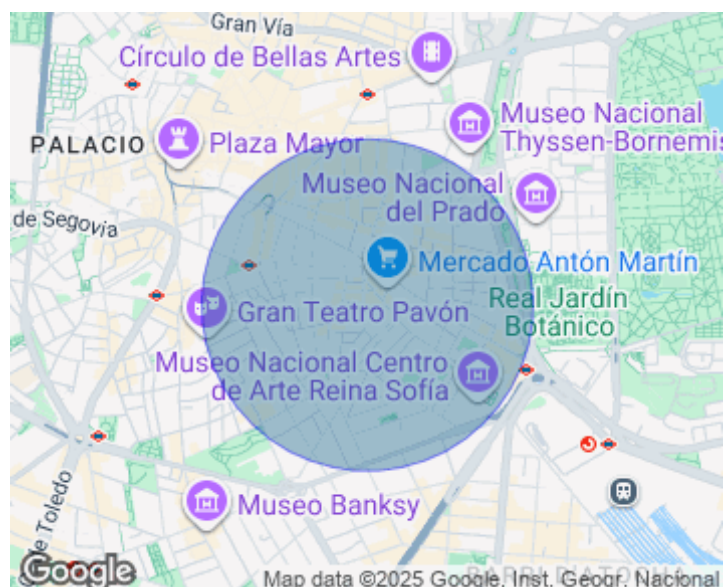 Gran Vía
Círculo de Bellas Artes
Museo Nacional
Thyssen-Bornemis
PALACIO
Plaza Mayor
Museo Nacional
del Prado
de Segovia
Mercado Antón Martín
Real Jardín
Botánico
Gran Teatro Pavón
Museo Nacional Centro
de Arte Reina Sofía
Museo Banksy
de Toledo
Google
Map data ©2025 Google, Inst. Geogr. Nacional